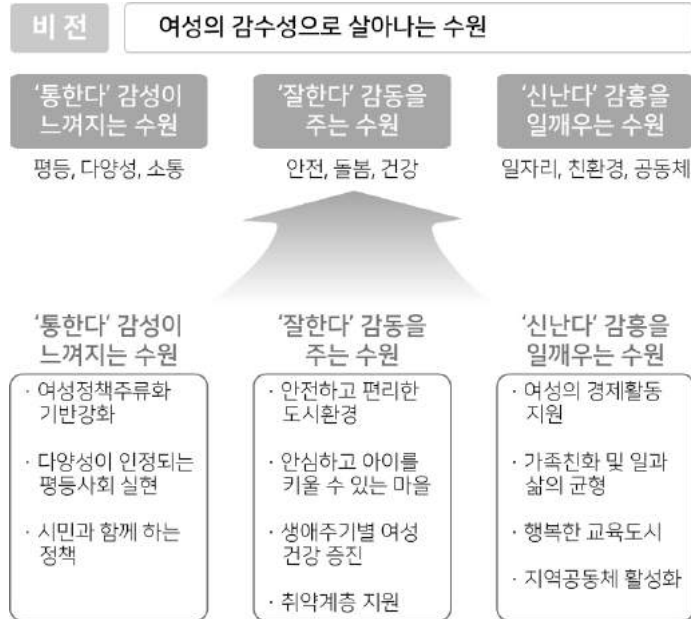 비 전
여성의 감수성으로 살아나는 수원
‘통한다’ 감성이
느껴지는 수원
평등, 다양성, 소통
‘잘한다’ 감동을
주는 수원
안전, 돌봄, 건강
‘신난다’ 감흥을
일깨우는 수원
일자리, 친환경, 공동체
‘통한다’ 감성이
느껴지는 수원
· 여성정책주류화
기반강화
· 다양성이 인정되는
평등사회 실현
· 시민과 함께 하는
정책
‘잘한다’ 감동을
주는 수원
· 안전하고 편리한
도시환경
· 안심하고 아이를
키울 수 있는 마을
· 생애주기별 여성
건강 증진
· 취약계층 지원
‘신난다’ 감흥을
일깨우는 수원
· 여성의 경제활동
지원
· 가족친화 및 일과
삶의 균형
· 행복한 교육도시
· 지역공동체 활성화